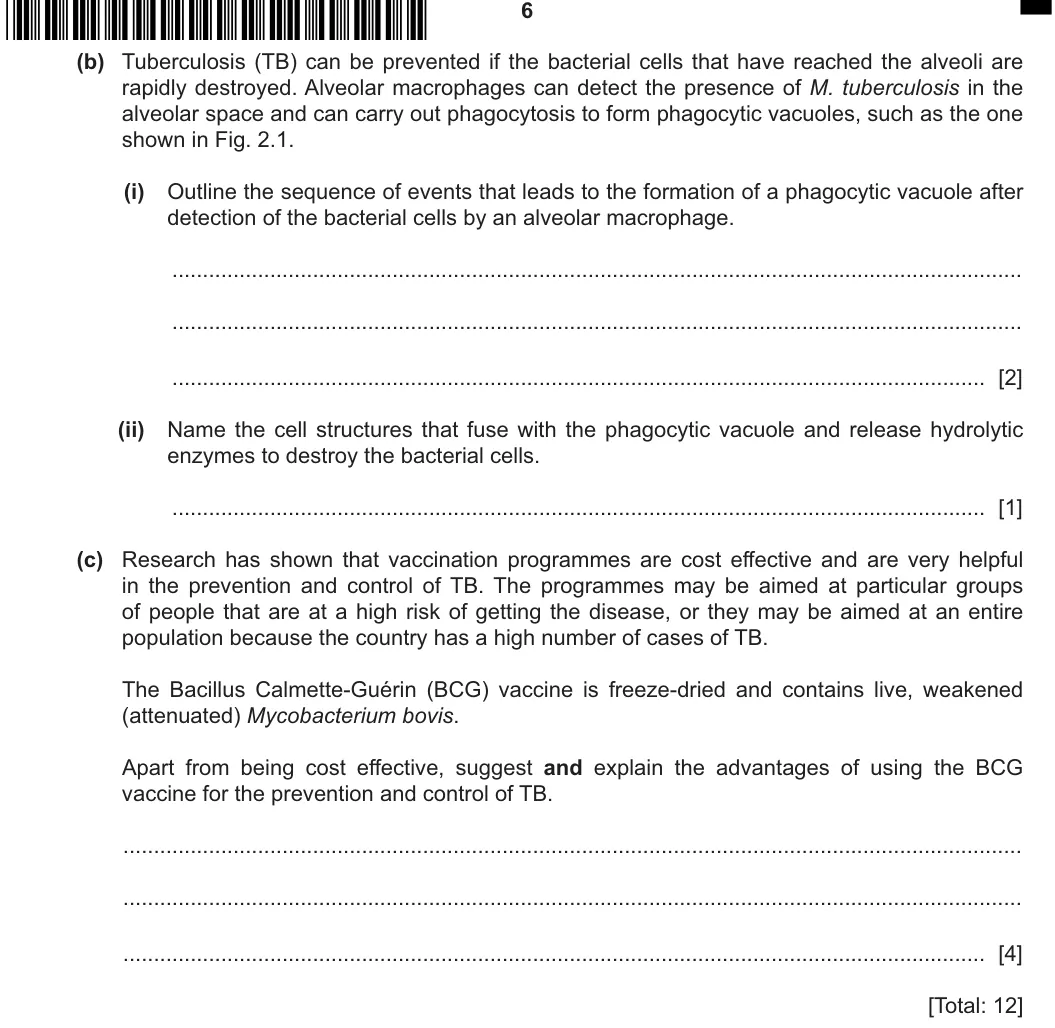 6
(b) Tuberculosis (TB) can be prevented if the bacterial cells that have reached the alveoli are
rapidly destroyed. Alveolar macrophages can detect the presence of M. tuberculosis in the
alveolar space and can carry out phagocytosis to form phagocytic vacuoles, such as the one
shown in Fig. 2.1.
(i) Outline the sequence of events that leads to the formation of a phagocytic vacuole after
detection of the bacterial cells by an alveolar macrophage.
..........................................................................................................................................
..........................................................................................................................................
.................................................................................................................................... [2]
(ii) Name the cell structures that fuse with the phagocytic vacuole and release hydrolytic
enzymes to destroy the bacterial cells.
.................................................................................................................................... [1]
(c) Research has shown that vaccination programmes are cost effective and are very helpful
in the prevention and control of TB. The programmes may be aimed at particular groups
of people that are at a high risk of getting the disease, or they may be aimed at an entire
population because the country has a high number of cases of TB.
The Bacillus Calmette-Guérin (BCG) vaccine is freeze-dried and contains live, weakened
(attenuated) Mycobacterium bovis.
Apart from being cost effective, suggest and explain the advantages of using the BCG
vaccine for the prevention and control of TB.
..................................................................................................................................................
..................................................................................................................................................
............................................................................................................................................ [4]
[Total: 12]